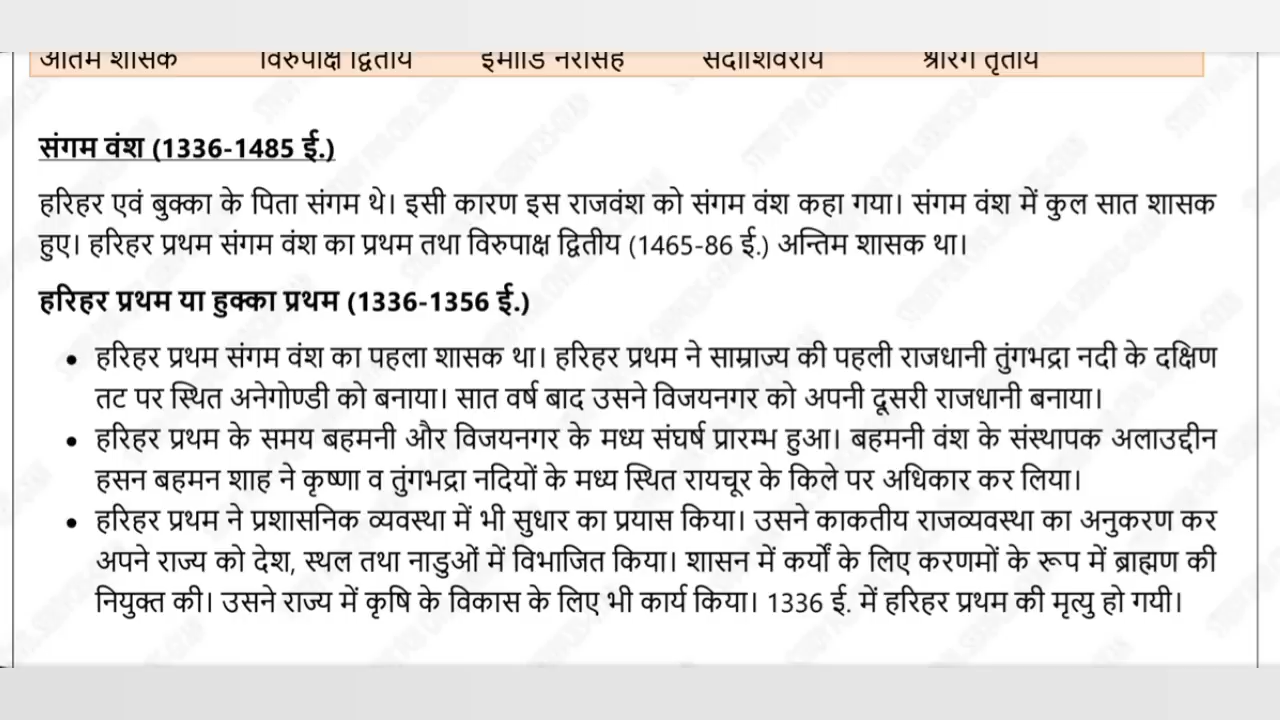 अंतिम शासक विरुपाक्ष द्वितीय इमाडि नरसिंह सदाशिवराय श्रीरंग तृतीय
संगम वंश (1336-1485 ई.)
हरिहर एवं बुक्का के पिता संगम थे। इसी कारण इस राजवंश को संगम वंश कहा गया। संगम वंश में कुल सात शासक
हुए। हरिहर प्रथम संगम वंश का प्रथम तथा विरुपाक्ष द्वितीय (1465-86 ई.) अन्तिम शासक था।
हरिहर प्रथम या हुक्का प्रथम (1336-1356 ई.)
• हरिहर प्रथम संगम वंश का पहला शासक था। हरिहर प्रथम ने साम्राज्य की पहली राजधानी तुंगभद्रा नदी के दक्षिण
तट पर स्थित अनेगोण्डी को बनाया। सात वर्ष बाद उसने विजयनगर को अपनी दूसरी राजधानी बनाया।
• हरिहर प्रथम के समय बहमनी और विजयनगर के मध्य संघर्ष प्रारम्भ हुआ। बहमनी वंश के संस्थापक अलाउद्दीन
हसन बहमन शाह ने कृष्णा व तुंगभद्रा नदियों के मध्य स्थित रायचूर के किले पर अधिकार कर लिया।
• हरिहर प्रथम ने प्रशासनिक व्यवस्था में भी सुधार का प्रयास किया। उसने काकतीय राजव्यवस्था का अनुकरण कर
अपने राज्य को देश, स्थल तथा नाडुओं में विभाजित किया। शासन में कर्यों के लिए करणमों के रूप में ब्राह्मण की
नियुक्त की। उसने राज्य में कृषि के विकास के लिए भी कार्य किया। 1336 ई. में हरिहर प्रथम की मृत्यु हो गयी।